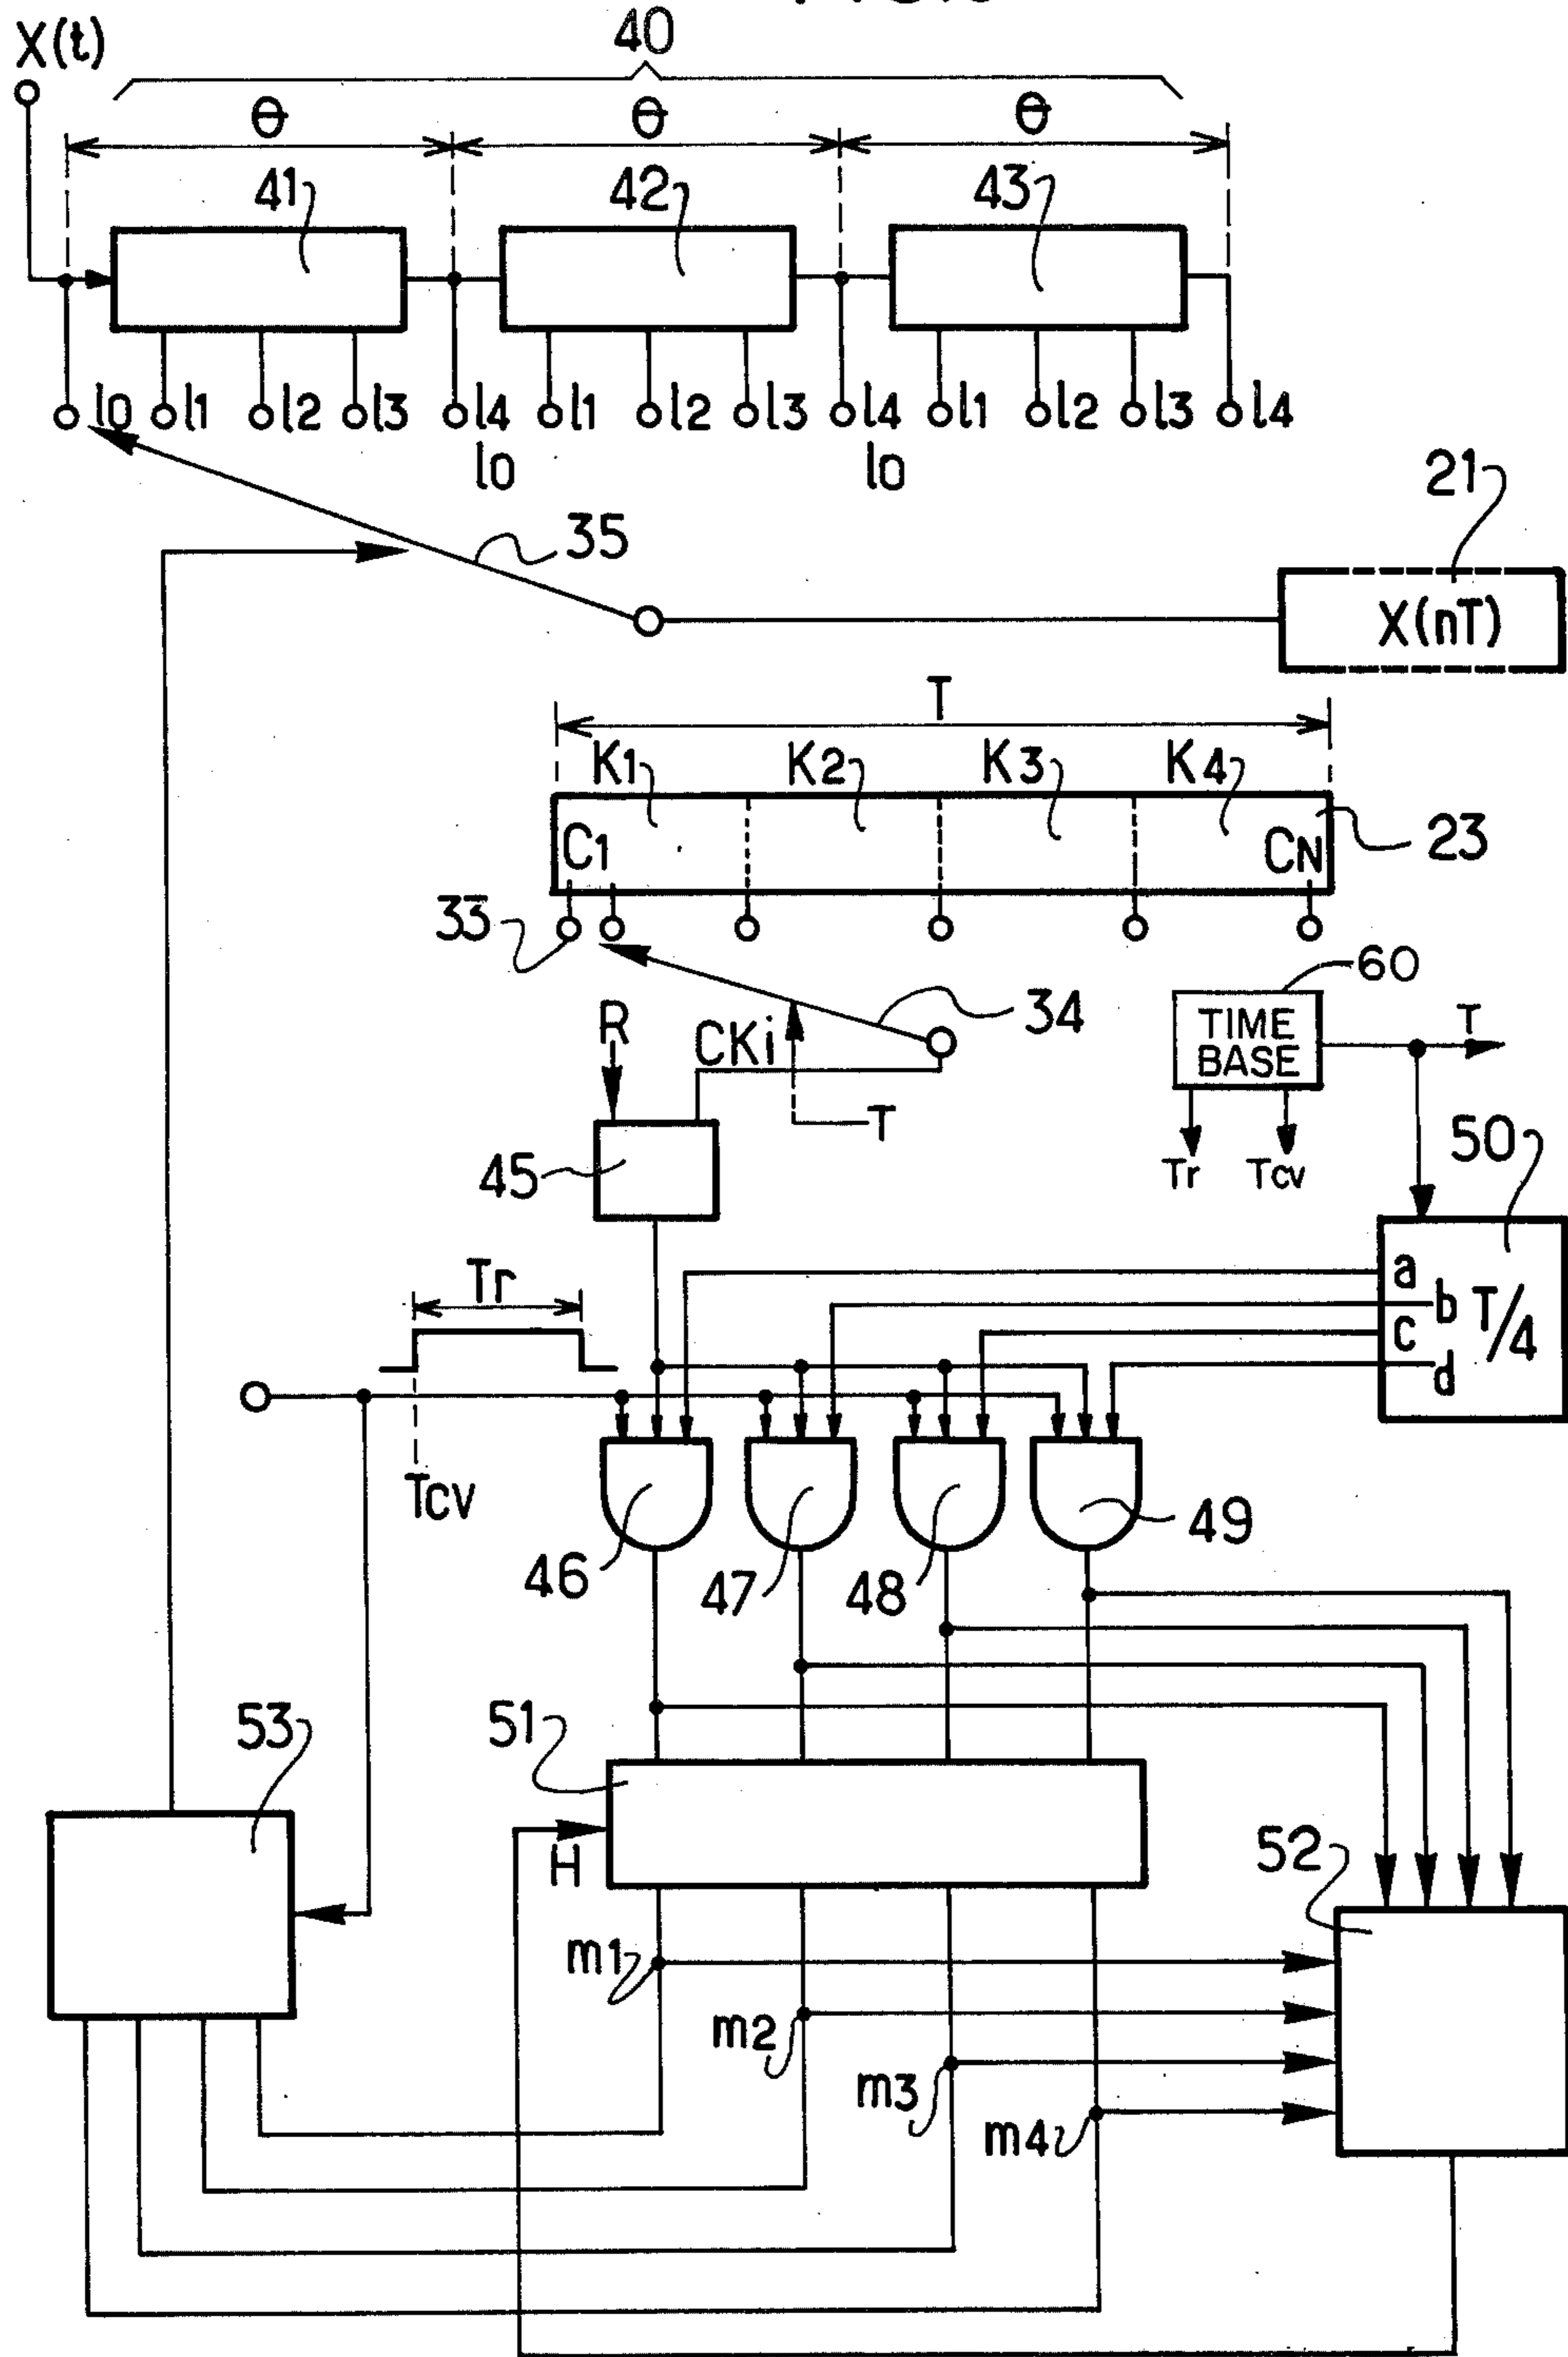 X(t)
40
θ θ θ
41 42 43
l0 l1 l2 l3 l4 l1 l2 l3 l4 l1 l2 l3 l4
l0 l0
21
35
X(nT)
T
K1 K2 K3 K4
C1 CN 23
33
60
34
R CKi
TIME
BASE
T
T
45
Tr Tcv
50
Tr
a
b
c
d
T/4
Tcv
46 47 48 49
53
51
52
H
m1
m2
m3
m4